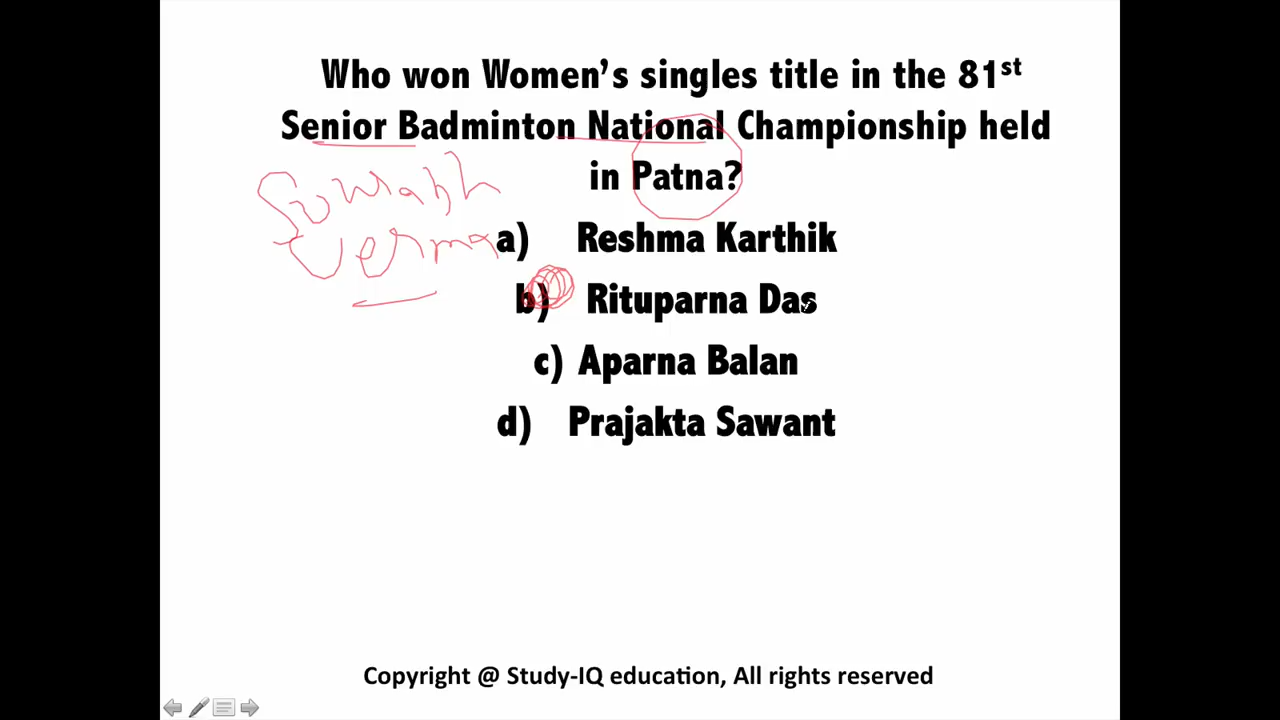 Who won Women's singles title in the 81st
Senior Badminton National Championship held
in Patna?
Sourabh
Verma
a) Reshma Karthik
b) Rituparna Das
c) Aparna Balan
d) Prajakta Sawant
Copyright @ Study-IQ education, All rights reserved